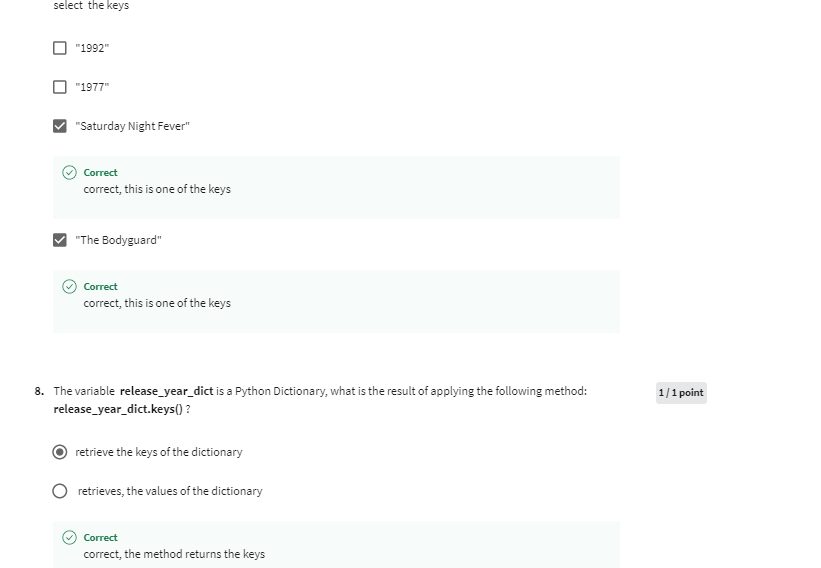 select the keys
"1992"
"1977"
"Saturday Night Fever"
Correct
correct, this is one of the keys
"The Bodyguard"
Correct
correct, this is one of the keys
8. The variable release_year_dict is a Python Dictionary, what is the result of applying the following method: 1 / 1 point
release_year_dict.keys() ?
retrieve the keys of the dictionary
retrieves, the values of the dictionary
Correct
correct, the method returns the keys